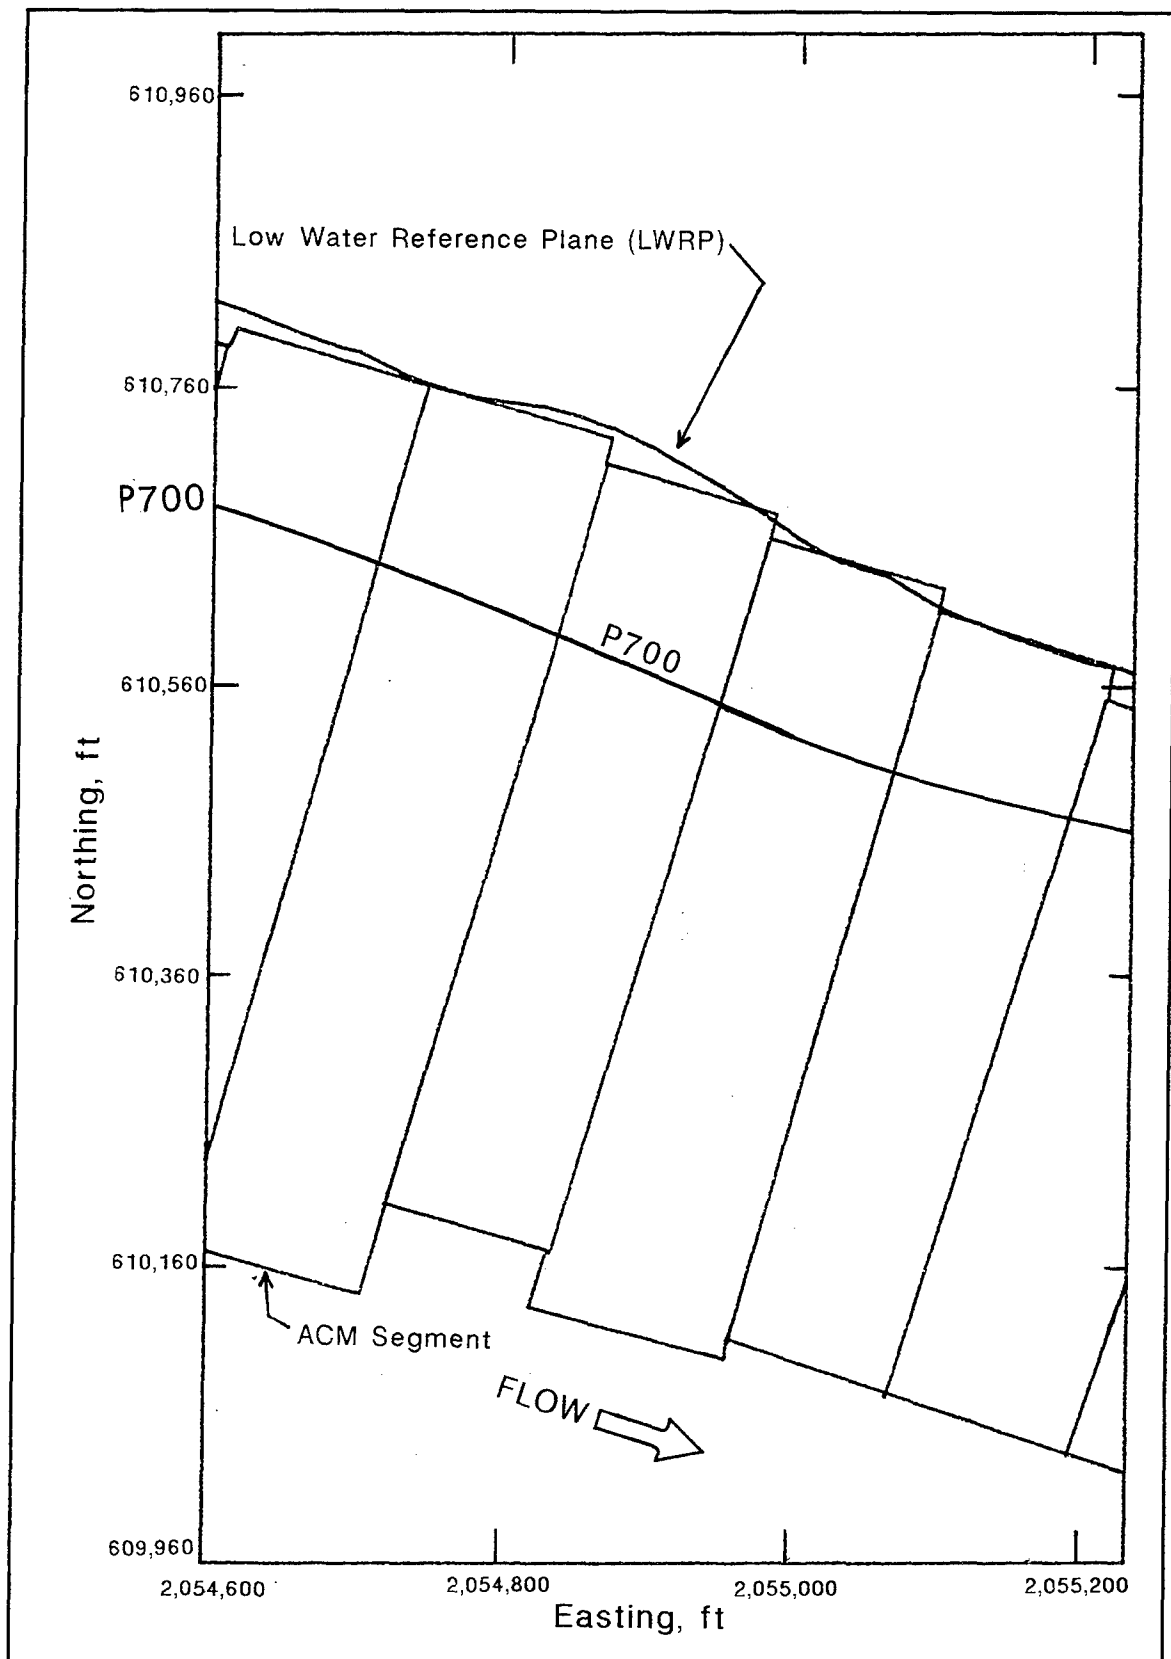 610,960
Low Water Reference Plane (LWRP)
610,760
P700
P700
610,560
Northing, ft
610,360
610,160
ACM Segment
FLOW
609,960
2,054,600 2,054,800 2,055,000 2,055,200
Easting, ft